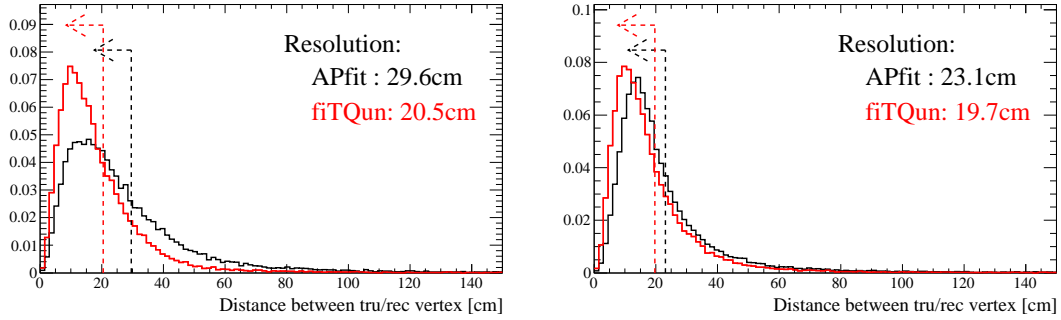 0.09
0.08
0.07
0.06
0.05
0.04
0.03
0.02
0.01
0
0 20 40 60 80 100 120 140
Resolution:
APfit : 29.6cm
fiTQun: 20.5cm
Distance between tru/rec vertex [cm]
0.1
0.08
0.06
0.04
0.02
0
0 20 40 60 80 100 120 140
Resolution:
APfit : 23.1cm
fiTQun: 19.7cm
Distance between tru/rec vertex [cm]